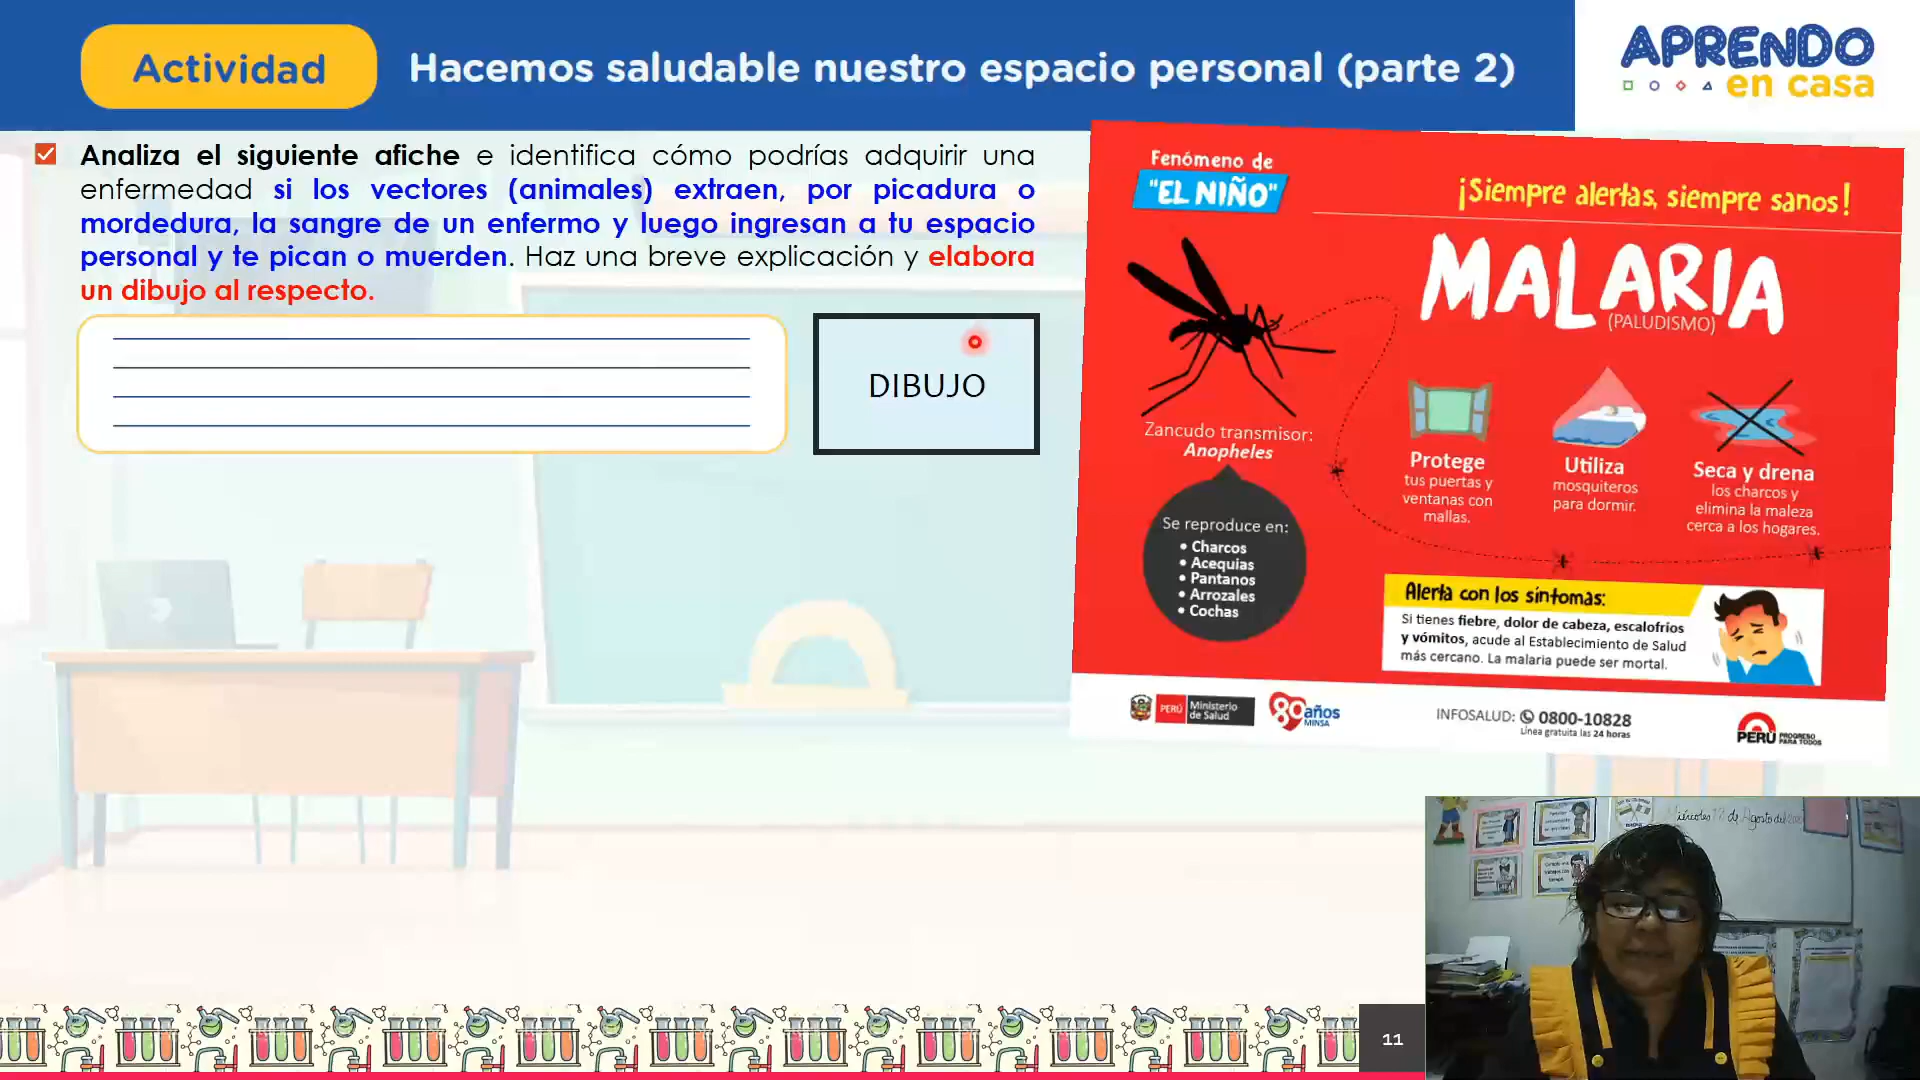 Actividad
Hacemos saludable nuestro espacio personal (parte 2)
APRENDO
en casa
Analiza el siguiente afiche e identifica cómo podrías adquirir una
enfermedad si los vectores (animales) extraen, por picadura o
mordedura, la sangre de un enfermo y luego ingresan a tu espacio
personal y te pican o muerden. Haz una breve explicación y elabora
un dibujo al respecto.
DIBUJO
Fenómeno de
"EL NIÑO"
¡Siempre alertas, siempre sanos!
MALARIA
(PALUDISMO)
Zancudo transmisor:
Anopheles
Se reproduce en:
• Charcos
• Acequias
• Pantanos
• Arrozales
• Cochas
Protege
tus puertas y
ventanas con
mallas.
Utiliza
mosquiteros
para dormir.
Seca y drena
los charcos y
elimina la maleza
cerca a los hogares.
Alerta con los síntomas:
Si tienes fiebre, dolor de cabeza, escalofríos
y vómitos, acude al Establecimiento de Salud
más cercano. La malaria puede ser mortal.
PERÚ Ministerio
de Salud
80 años
MINSA
INFOSALUD: 0800-10828
Línea gratuita las 24 horas
PERÚ PROGRESO
PARA TODOS
11